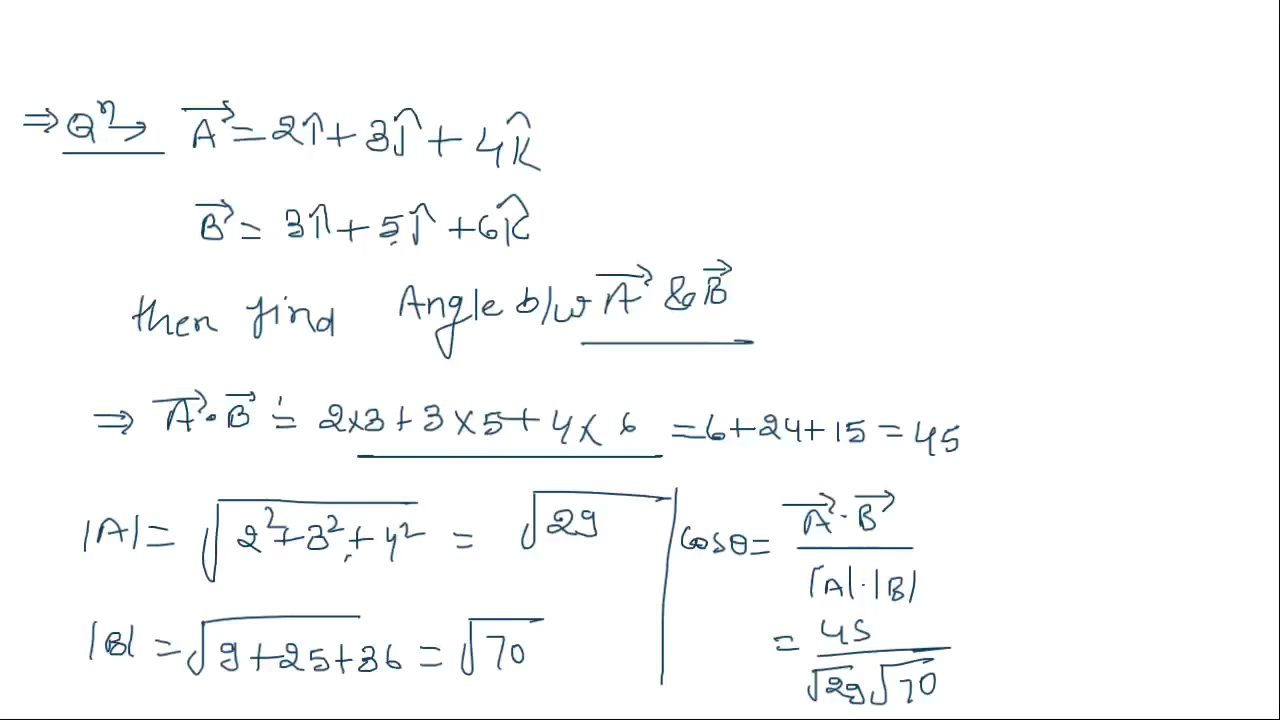 ⇒ Qⁿ→ A⃗ = 2î + 3ĵ + 4k̂
B⃗ = 3î + 5ĵ + 6k̂
then find Angle b/w A⃗ & B⃗
⇒ A⃗·B⃗ = 2×3 + 3×5 + 4×6 = 6+24+15 = 45
|A| = √(2²+3²+4²) = √29
cosθ = A⃗·B⃗ / |A|·|B|
|B| = √(9+25+36) = √70
= 45 / √29 √70